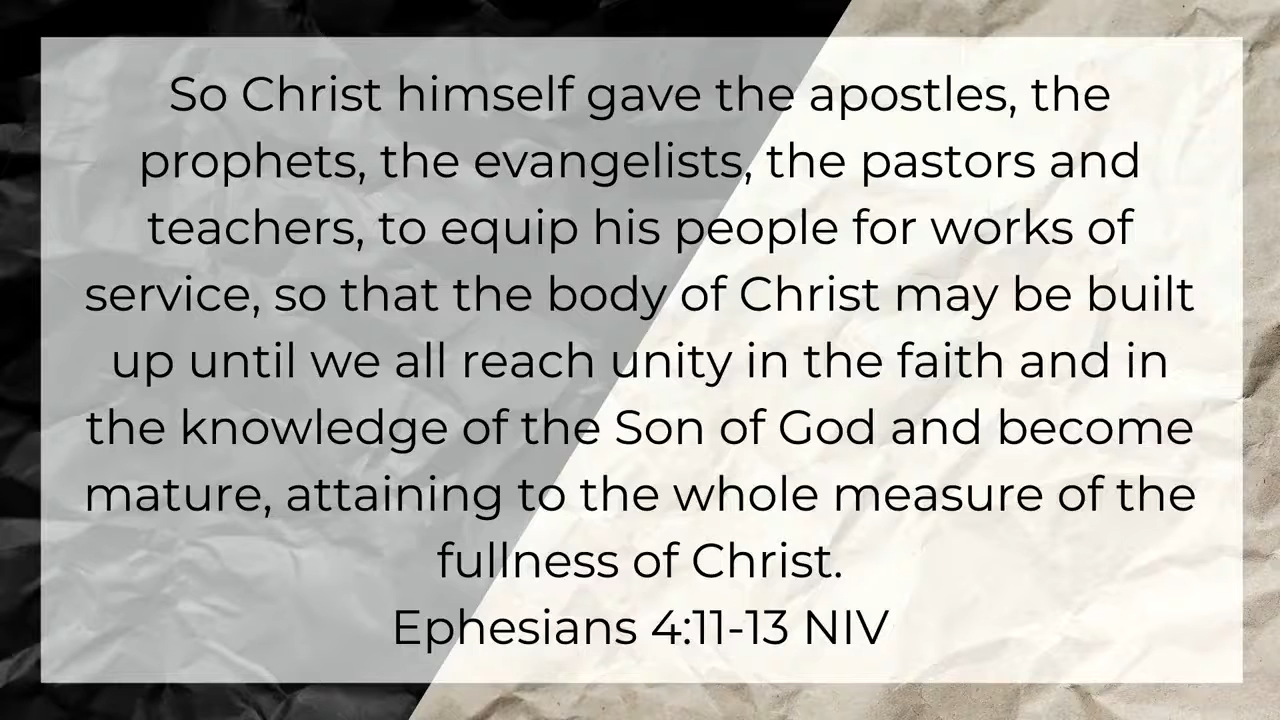 So Christ himself gave the apostles, the
prophets, the evangelists, the pastors and
teachers, to equip his people for works of
service, so that the body of Christ may be built
up until we all reach unity in the faith and in
the knowledge of the Son of God and become
mature, attaining to the whole measure of the
fullness of Christ.
Ephesians 4:11-13 NIV